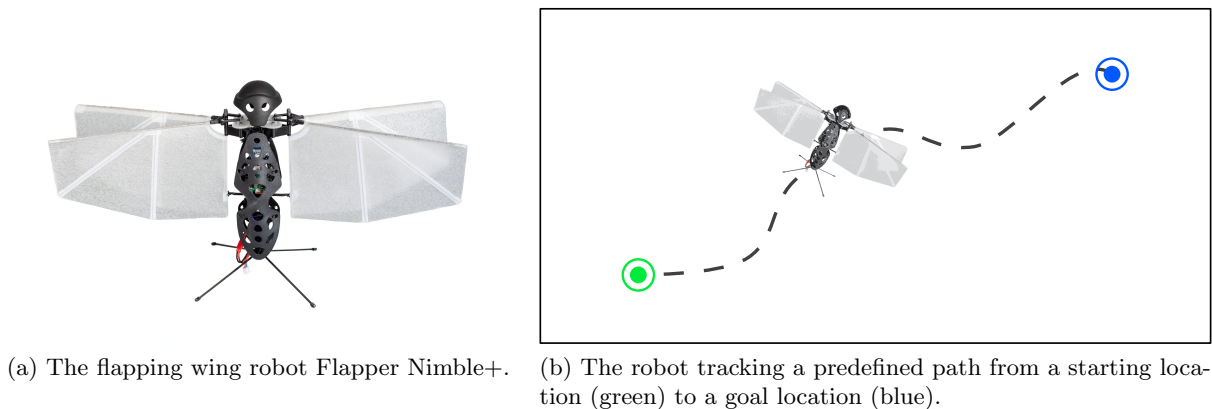 (a) The flapping wing robot Flapper Nimble+.
(b) The robot tracking a predefined path from a starting loca-
tion (green) to a goal location (blue).